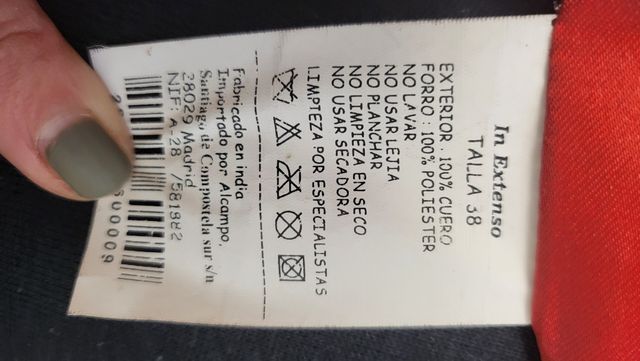 In Extenso
TALLA 38
EXTERIOR : 100% CUERO
FORRO : 100% POLIESTER
NO LAVAR
NO USAR LEJIA
NO PLANCHAR
NO LIMPIEZA EN SECO
NO USAR SECADORA
LIMPIEZA POR ESPECIALISTAS
Fabricado en india
Importado por Alcampo,
Santiago de Compostela sur s/n
28029 Madrid
NIF: A-28 /581882